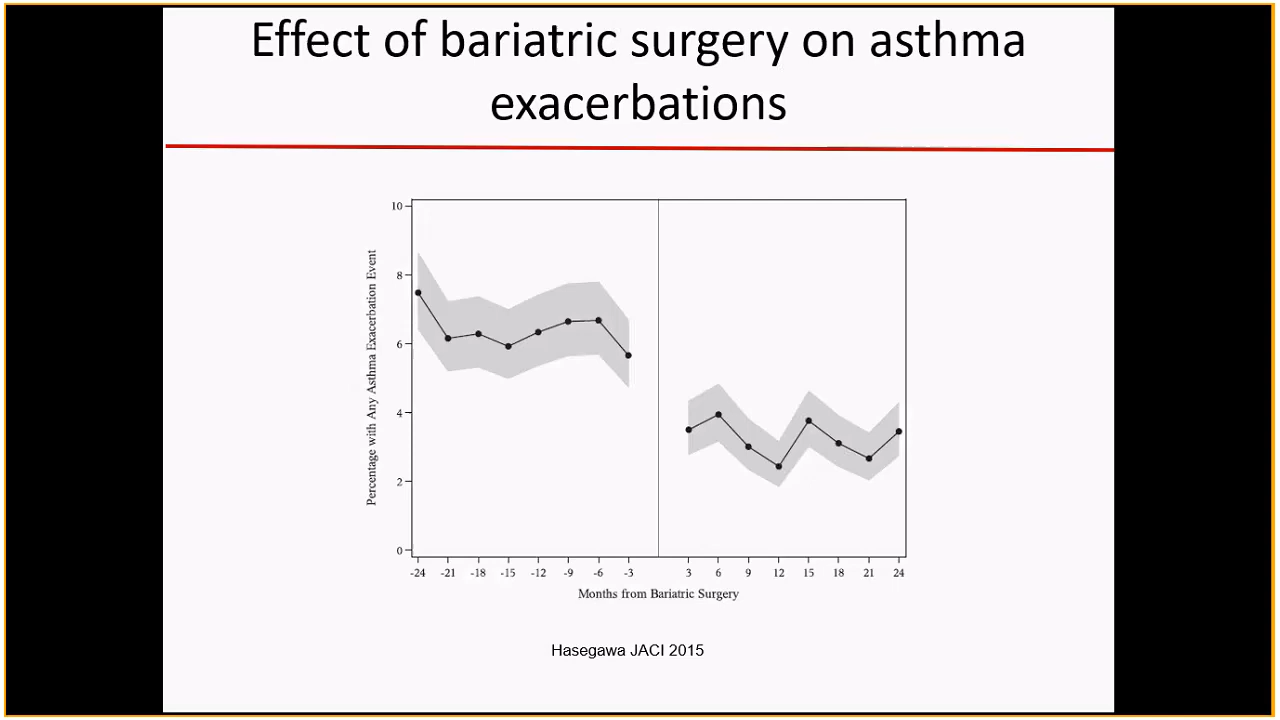 Effect of bariatric surgery on asthma
exacerbations
Percentage with Any Asthma Exacerbation Event
10
8
6
4
2
0
-24 -21 -18 -15 -12 -9 -6 -3 3 6 9 12 15 18 21 24
Months from Bariatric Surgery
Hasegawa JACI 2015